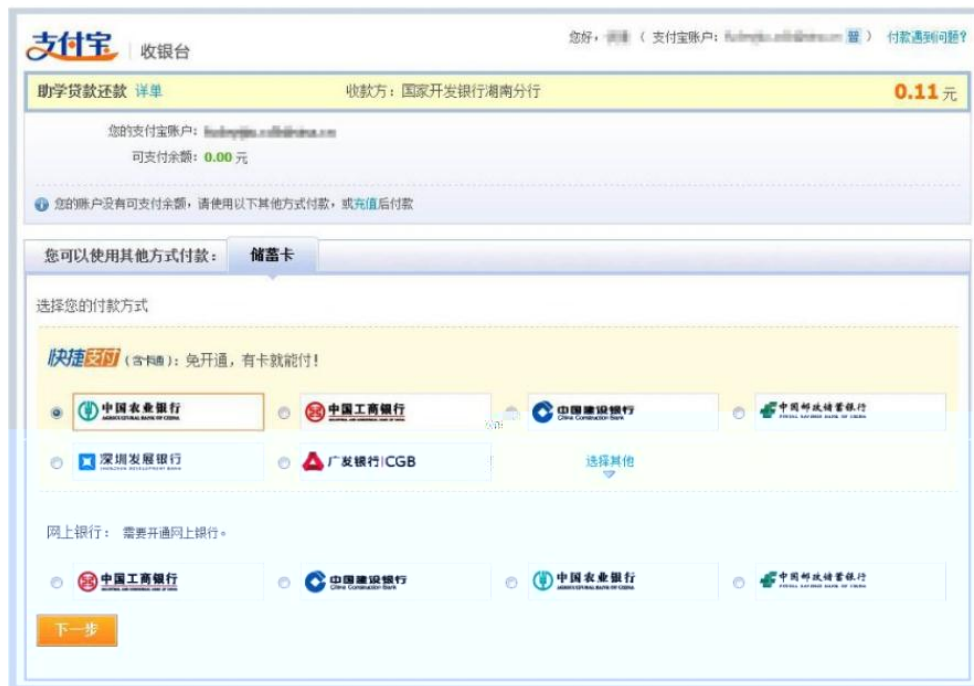 支付宝 收银台 您好， （ 支付宝账户： 普 ） 付款遇到问题？
助学贷款还款 详单 收款方：国家开发银行湖南分行 0.11 元
您的支付宝账户：
可支付余额：0.00 元
您的账户没有可支付余额，请使用以下其他方式付款，或充值后付款
您可以使用其他方式付款： 储蓄卡
选择您的付款方式
快捷支付（含卡通）：免开通，有卡就能付！
中国农业银行 中国工商银行 中国建设银行 中国邮政储蓄银行
深圳发展银行 广发银行|CGB 选择其他
网上银行： 需要开通网上银行。
中国工商银行 中国建设银行 中国农业银行 中国邮政储蓄银行
下一步